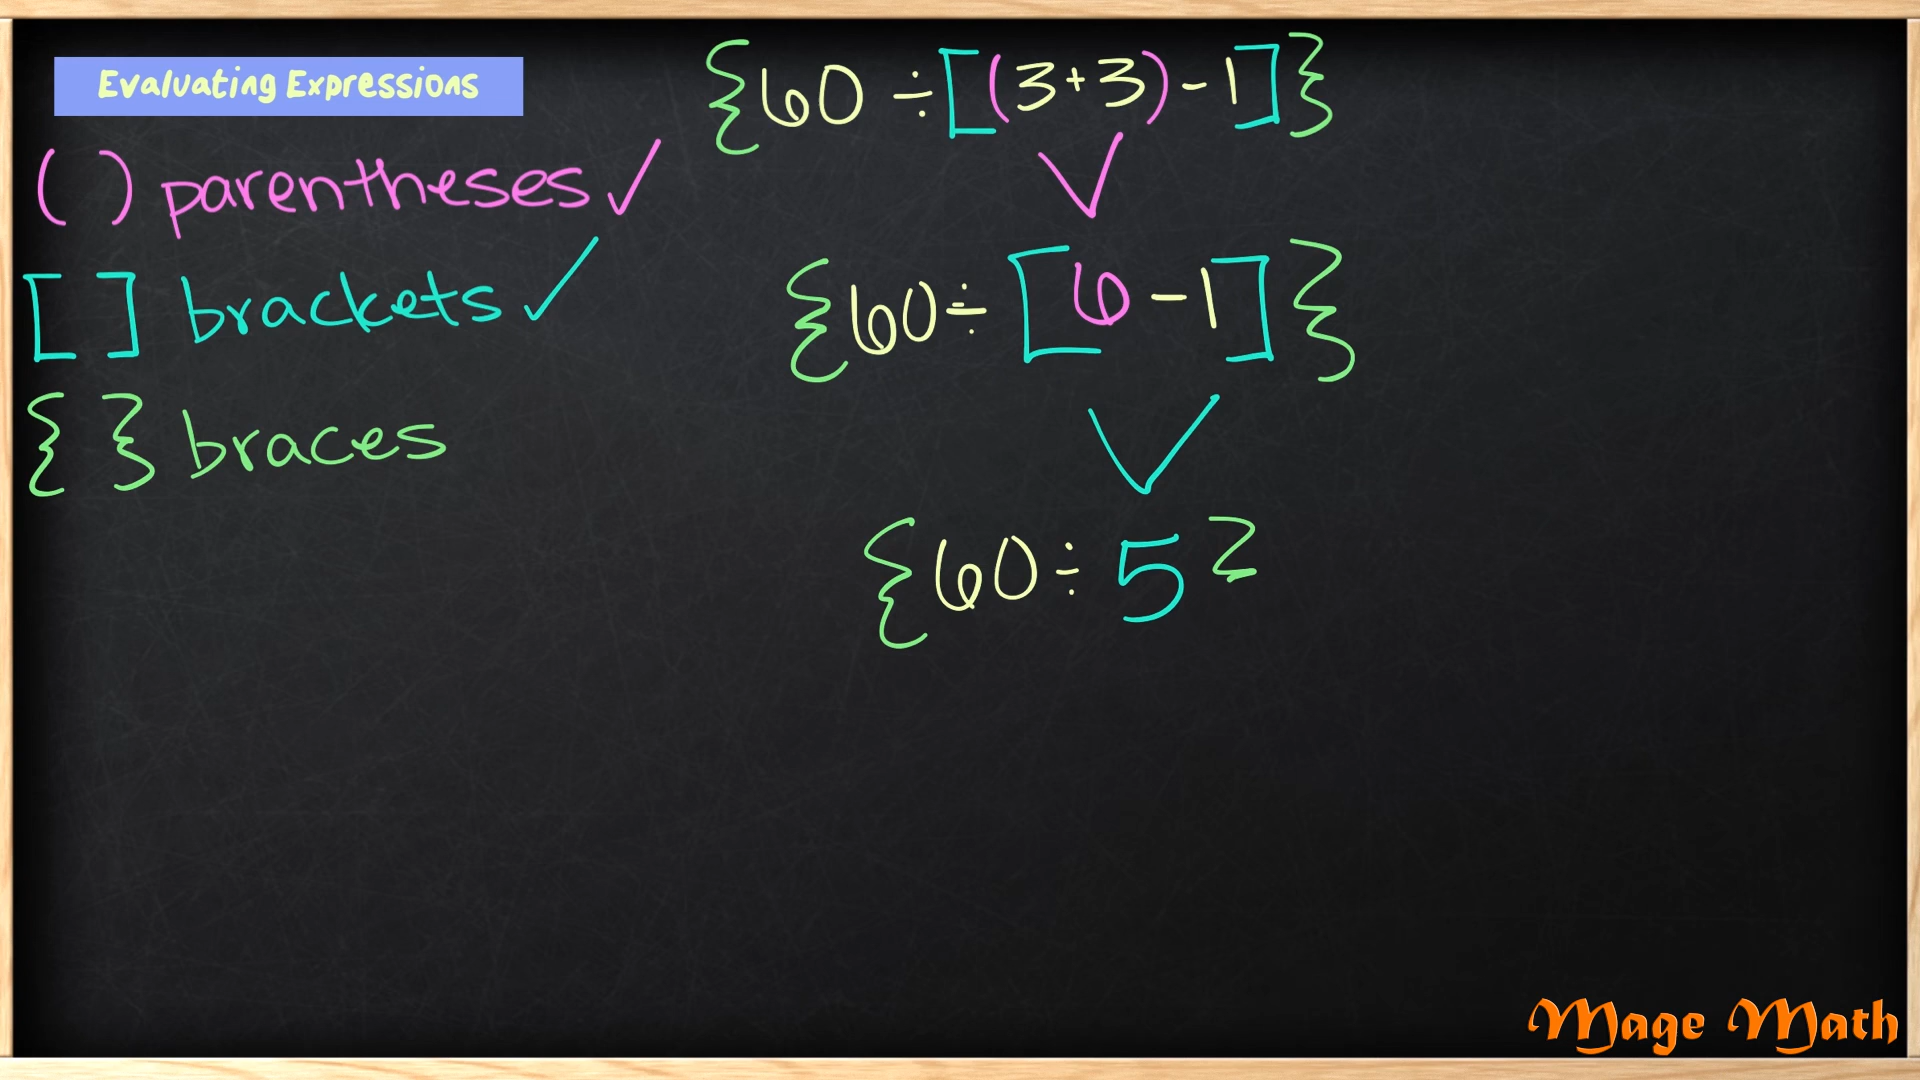 Evaluating Expressions
{60 ÷ [(3+3) - 1]}
( ) parentheses ✓
[ ] brackets ✓
{60 ÷ [6 - 1]}
{ } braces
{60 ÷ 5
Mage Math